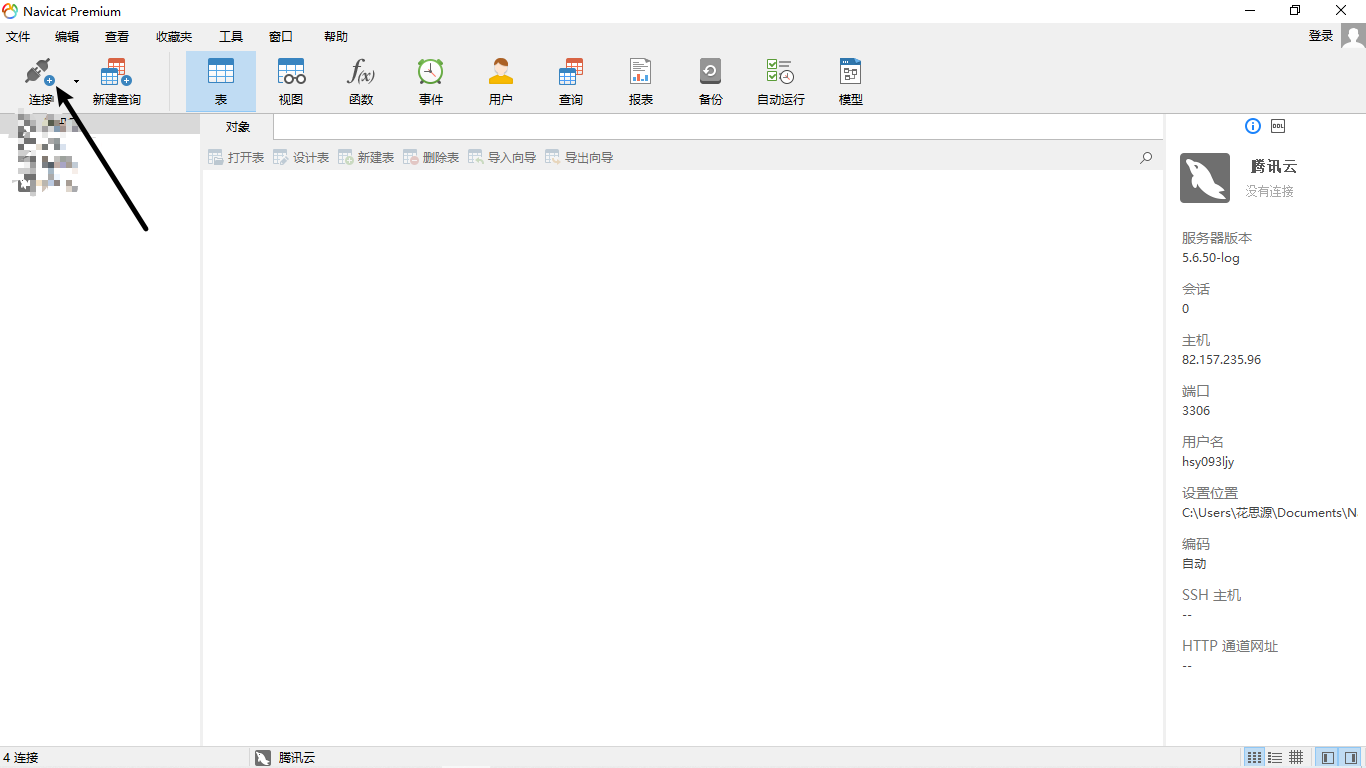 Navicat Premium
文件 编辑 查看 收藏夹 工具 窗口 帮助 登录
连接 新建查询 表 视图 函数 事件 用户 查询 报表 备份 自动运行 模型
对象
打开表 设计表 新建表 删除表 导入向导 导出向导
DDL
腾讯云
没有连接
服务器版本
5.6.50-log
会话
0
主机
82.157.235.96
端口
3306
用户名
hsy093ljy
设置位置
C:\Users\花思源\Documents\N
编码
自动
SSH 主机
--
HTTP 通道网址
--
4 连接 腾讯云